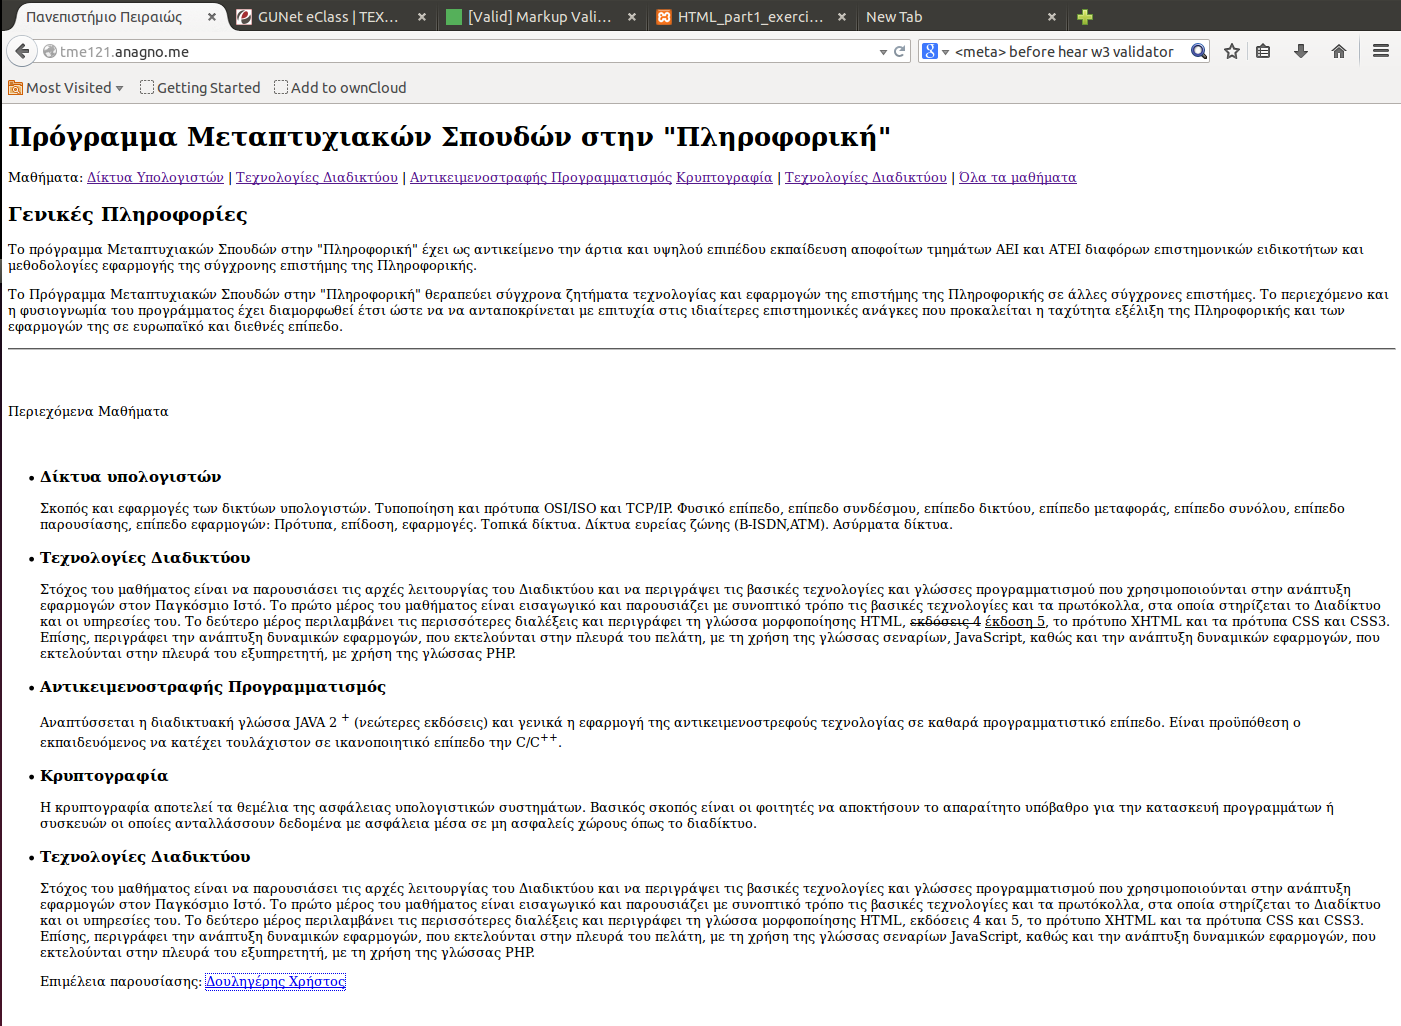 Πανεπιστήμιο Πειραιώς
GUNet eClass | TEX...
[Valid] Markup Vali...
HTML_part1_exerci...
New Tab
tme121.anagno.me
<meta> before hear w3 validator
Most Visited
Getting Started
Add to ownCloud
Πρόγραμμα Μεταπτυχιακών Σπουδών στην "Πληροφορική"
Μαθήματα: Δίκτυα Υπολογιστών | Τεχνολογίες Διαδικτύου | Αντικειμενοστραφής Προγραμματισμός Κρυπτογραφία | Τεχνολογίες Διαδικτύου | Όλα τα μαθήματα
Γενικές Πληροφορίες
Το πρόγραμμα Μεταπτυχιακών Σπουδών στην "Πληροφορική" έχει ως αντικείμενο την άρτια και υψηλού επιπέδου εκπαίδευση αποφοίτων τμημάτων ΑΕΙ και ΑΤΕΙ διαφόρων επιστημονικών ειδικοτήτων και
μεθοδολογίες εφαρμογής της σύγχρονης επιστήμης της Πληροφορικής.
Το Πρόγραμμα Μεταπτυχιακών Σπουδών στην "Πληροφορική" θεραπεύει σύγχρονα ζητήματα τεχνολογίας και εφαρμογών της επιστήμης της Πληροφορικής σε άλλες σύγχρονες επιστήμες. Το περιεχόμενο και
η φυσιογνωμία του προγράμματος έχει διαμορφωθεί έτσι ώστε να να ανταποκρίνεται με επιτυχία στις ιδιαίτερες επιστημονικές ανάγκες που προκαλείται η ταχύτητα εξέλιξη της Πληροφορικής και των
εφαρμογών της σε ευρωπαϊκό και διεθνές επίπεδο.
Περιεχόμενα Μαθήματα
• Δίκτυα υπολογιστών
Σκοπός και εφαρμογές των δικτύων υπολογιστών. Τυποποίηση και πρότυπα OSI/ISO και TCP/IP. Φυσικό επίπεδο, επίπεδο συνδέσμου, επίπεδο δικτύου, επίπεδο μεταφοράς, επίπεδο συνόλου, επίπεδο
παρουσίασης, επίπεδο εφαρμογών: Πρότυπα, επίδοση, εφαρμογές. Τοπικά δίκτυα. Δίκτυα ευρείας ζώνης (B-ISDN,ATM). Ασύρματα δίκτυα.
• Τεχνολογίες Διαδικτύου
Στόχος του μαθήματος είναι να παρουσιάσει τις αρχές λειτουργίας του Διαδικτύου και να περιγράψει τις βασικές τεχνολογίες και γλώσσες προγραμματισμού που χρησιμοποιούνται στην ανάπτυξη
εφαρμογών στον Παγκόσμιο Ιστό. Το πρώτο μέρος του μαθήματος είναι εισαγωγικό και παρουσιάζει με συνοπτικό τρόπο τις βασικές τεχνολογίες και τα πρωτόκολλα, στα οποία στηρίζεται το Διαδίκτυο
και οι υπηρεσίες του. Το δεύτερο μέρος περιλαμβάνει τις περισσότερες διαλέξεις και περιγράφει τη γλώσσα μορφοποίησης HTML, εκδόσεις 4 έκδοση 5, το πρότυπο XHTML και τα πρότυπα CSS και CSS3.
Επίσης, περιγράφει την ανάπτυξη δυναμικών εφαρμογών, που εκτελούνται στην πλευρά του πελάτη, με τη χρήση της γλώσσας σεναρίων, JavaScript, καθώς και την ανάπτυξη δυναμικών εφαρμογών, που
εκτελούνται στην πλευρά του εξυπηρετητή, με χρήση της γλώσσας PHP.
• Αντικειμενοστραφής Προγραμματισμός
Αναπτύσσεται η διαδικτυακή γλώσσα JAVA 2 + (νεώτερες εκδόσεις) και γενικά η εφαρμογή της αντικειμενοστρεφούς τεχνολογίας σε καθαρά προγραμματιστικό επίπεδο. Είναι προϋπόθεση ο
εκπαιδευόμενος να κατέχει τουλάχιστον σε ικανοποιητικό επίπεδο την C/C++.
• Κρυπτογραφία
Η κρυπτογραφία αποτελεί τα θεμέλια της ασφάλειας υπολογιστικών συστημάτων. Βασικός σκοπός είναι οι φοιτητές να αποκτήσουν το απαραίτητο υπόβαθρο για την κατασκευή προγραμμάτων ή
συσκευών οι οποίες ανταλλάσσουν δεδομένα με ασφάλεια μέσα σε μη ασφαλείς χώρους όπως το διαδίκτυο.
• Τεχνολογίες Διαδικτύου
Στόχος του μαθήματος είναι να παρουσιάσει τις αρχές λειτουργίας του Διαδικτύου και να περιγράψει τις βασικές τεχνολογίες και γλώσσες προγραμματισμού που χρησιμοποιούνται στην ανάπτυξη
εφαρμογών στον Παγκόσμιο Ιστό. Το πρώτο μέρος του μαθήματος είναι εισαγωγικό και παρουσιάζει με συνοπτικό τρόπο τις βασικές τεχνολογίες και τα πρωτόκολλα, στα οποία στηρίζεται το Διαδίκτυο
και οι υπηρεσίες του. Το δεύτερο μέρος περιλαμβάνει τις περισσότερες διαλέξεις και περιγράφει τη γλώσσα μορφοποίησης HTML, εκδόσεις 4 και 5, το πρότυπο XHTML και τα πρότυπα CSS και CSS3.
Επίσης, περιγράφει την ανάπτυξη δυναμικών εφαρμογών, που εκτελούνται στην πλευρά του πελάτη, με τη χρήση της γλώσσας σεναρίων JavaScript, καθώς και την ανάπτυξη δυναμικών εφαρμογών, που
εκτελούνται στην πλευρά του εξυπηρετητή, με τη χρήση της γλώσσας PHP.
Επιμέλεια παρουσίασης: Δουληγέρης Χρήστος